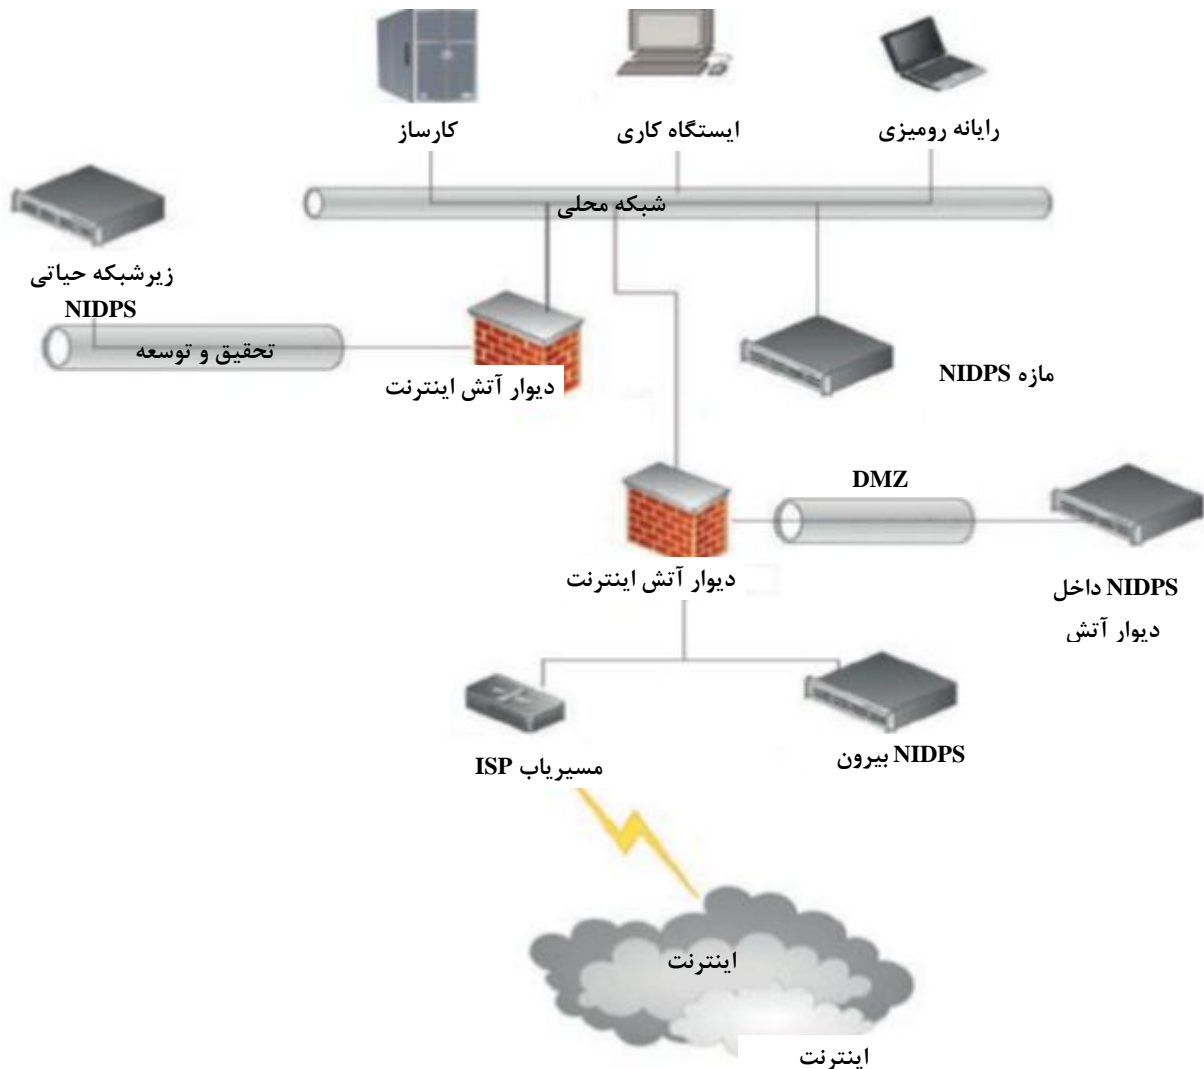 کارساز
ایستگاه کاری
رایانه رومیزی
شبکه محلی
زیرشبکه حیاتی
NIDPS
تحقیق و توسعه
دیوار آتش اینترنت
مازه NIDPS
DMZ
دیوار آتش اینترنت
NIDPS داخل
دیوار آتش
مسیریاب ISP
NIDPS بیرون
اینترنت
اینترنت